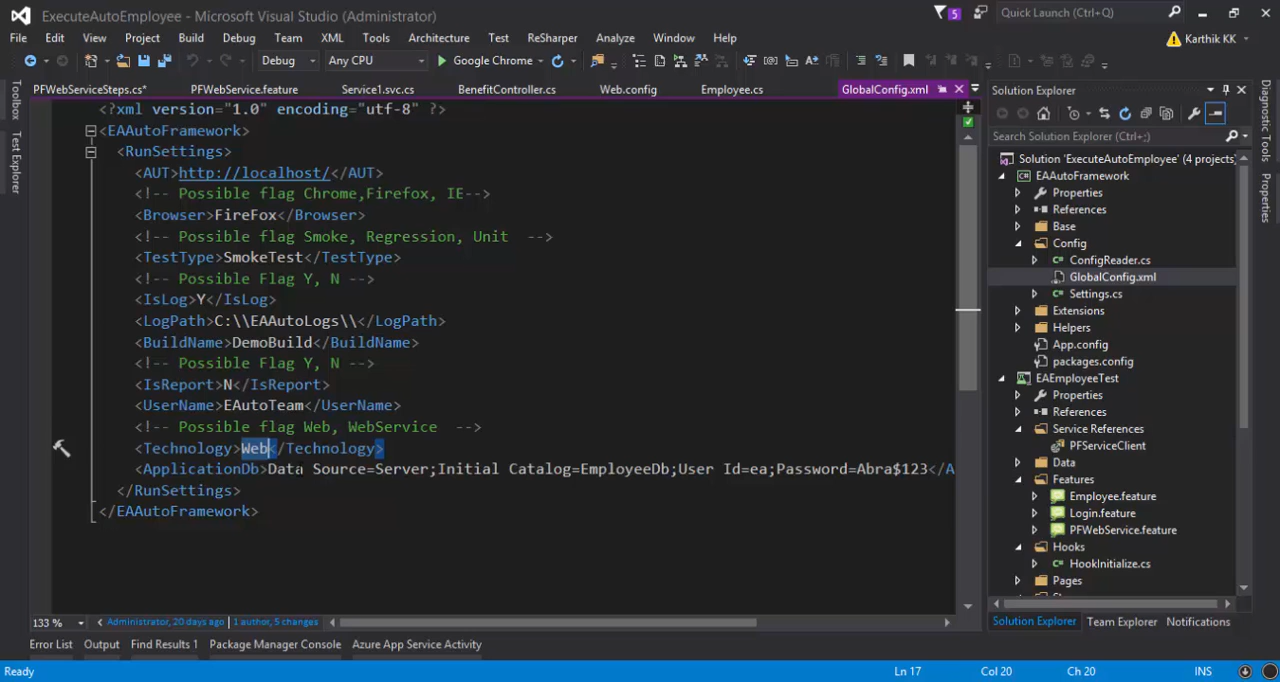 ExecuteAutoEmployee - Microsoft Visual Studio (Administrator)
5
Quick Launch (Ctrl+Q)
File Edit View Project Build Debug Team XML Tools Architecture Test ReSharper Analyze Window Help
Karthik KK
Debug Any CPU Google Chrome
PFWebServiceSteps.cs* PFWebService.feature Service1.svc.cs BenefitController.cs Web.config Employee.cs GlobalConfig.xml
Toolbox
Test Explorer
<?xml version="1.0" encoding="utf-8" ?>
<EAAutoFramework>
<RunSettings>
<AUT>http://localhost/</AUT>
<!-- Possible flag Chrome,Firefox, IE-->
<Browser>FireFox</Browser>
<!-- Possible flag Smoke, Regression, Unit  -->
<TestType>SmokeTest</TestType>
<!-- Possible Flag Y, N -->
<IsLog>Y</IsLog>
<LogPath>C:\\EAAutoLogs\\</LogPath>
<BuildName>DemoBuild</BuildName>
<!-- Possible Flag Y, N -->
<IsReport>N</IsReport>
<UserName>EAutoTeam</UserName>
<!-- Possible flag Web, WebService  -->
<Technology>Web</Technology>
<ApplicationDb>Data Source=Server;Initial Catalog=EmployeeDb;User Id=ea;Password=Abra$123</A
</RunSettings>
</EAAutoFramework>
133 % Administrator, 20 days ago | 1 author, 5 changes
Error List Output Find Results 1 Package Manager Console Azure App Service Activity
Ready Ln 17 Col 20 Ch 20 INS
Solution Explorer
Search Solution Explorer (Ctrl+;)
Solution 'ExecuteAutoEmployee' (4 projects)
EAAutoFramework
Properties
References
Base
Config
ConfigReader.cs
GlobalConfig.xml
Settings.cs
Extensions
Helpers
App.config
packages.config
EAEmployeeTest
Properties
References
Service References
PFServiceClient
Data
Features
Employee.feature
Login.feature
PFWebService.feature
Hooks
HookInitialize.cs
Pages
Solution Explorer Team Explorer Notifications
Diagnostic Tools
Properties